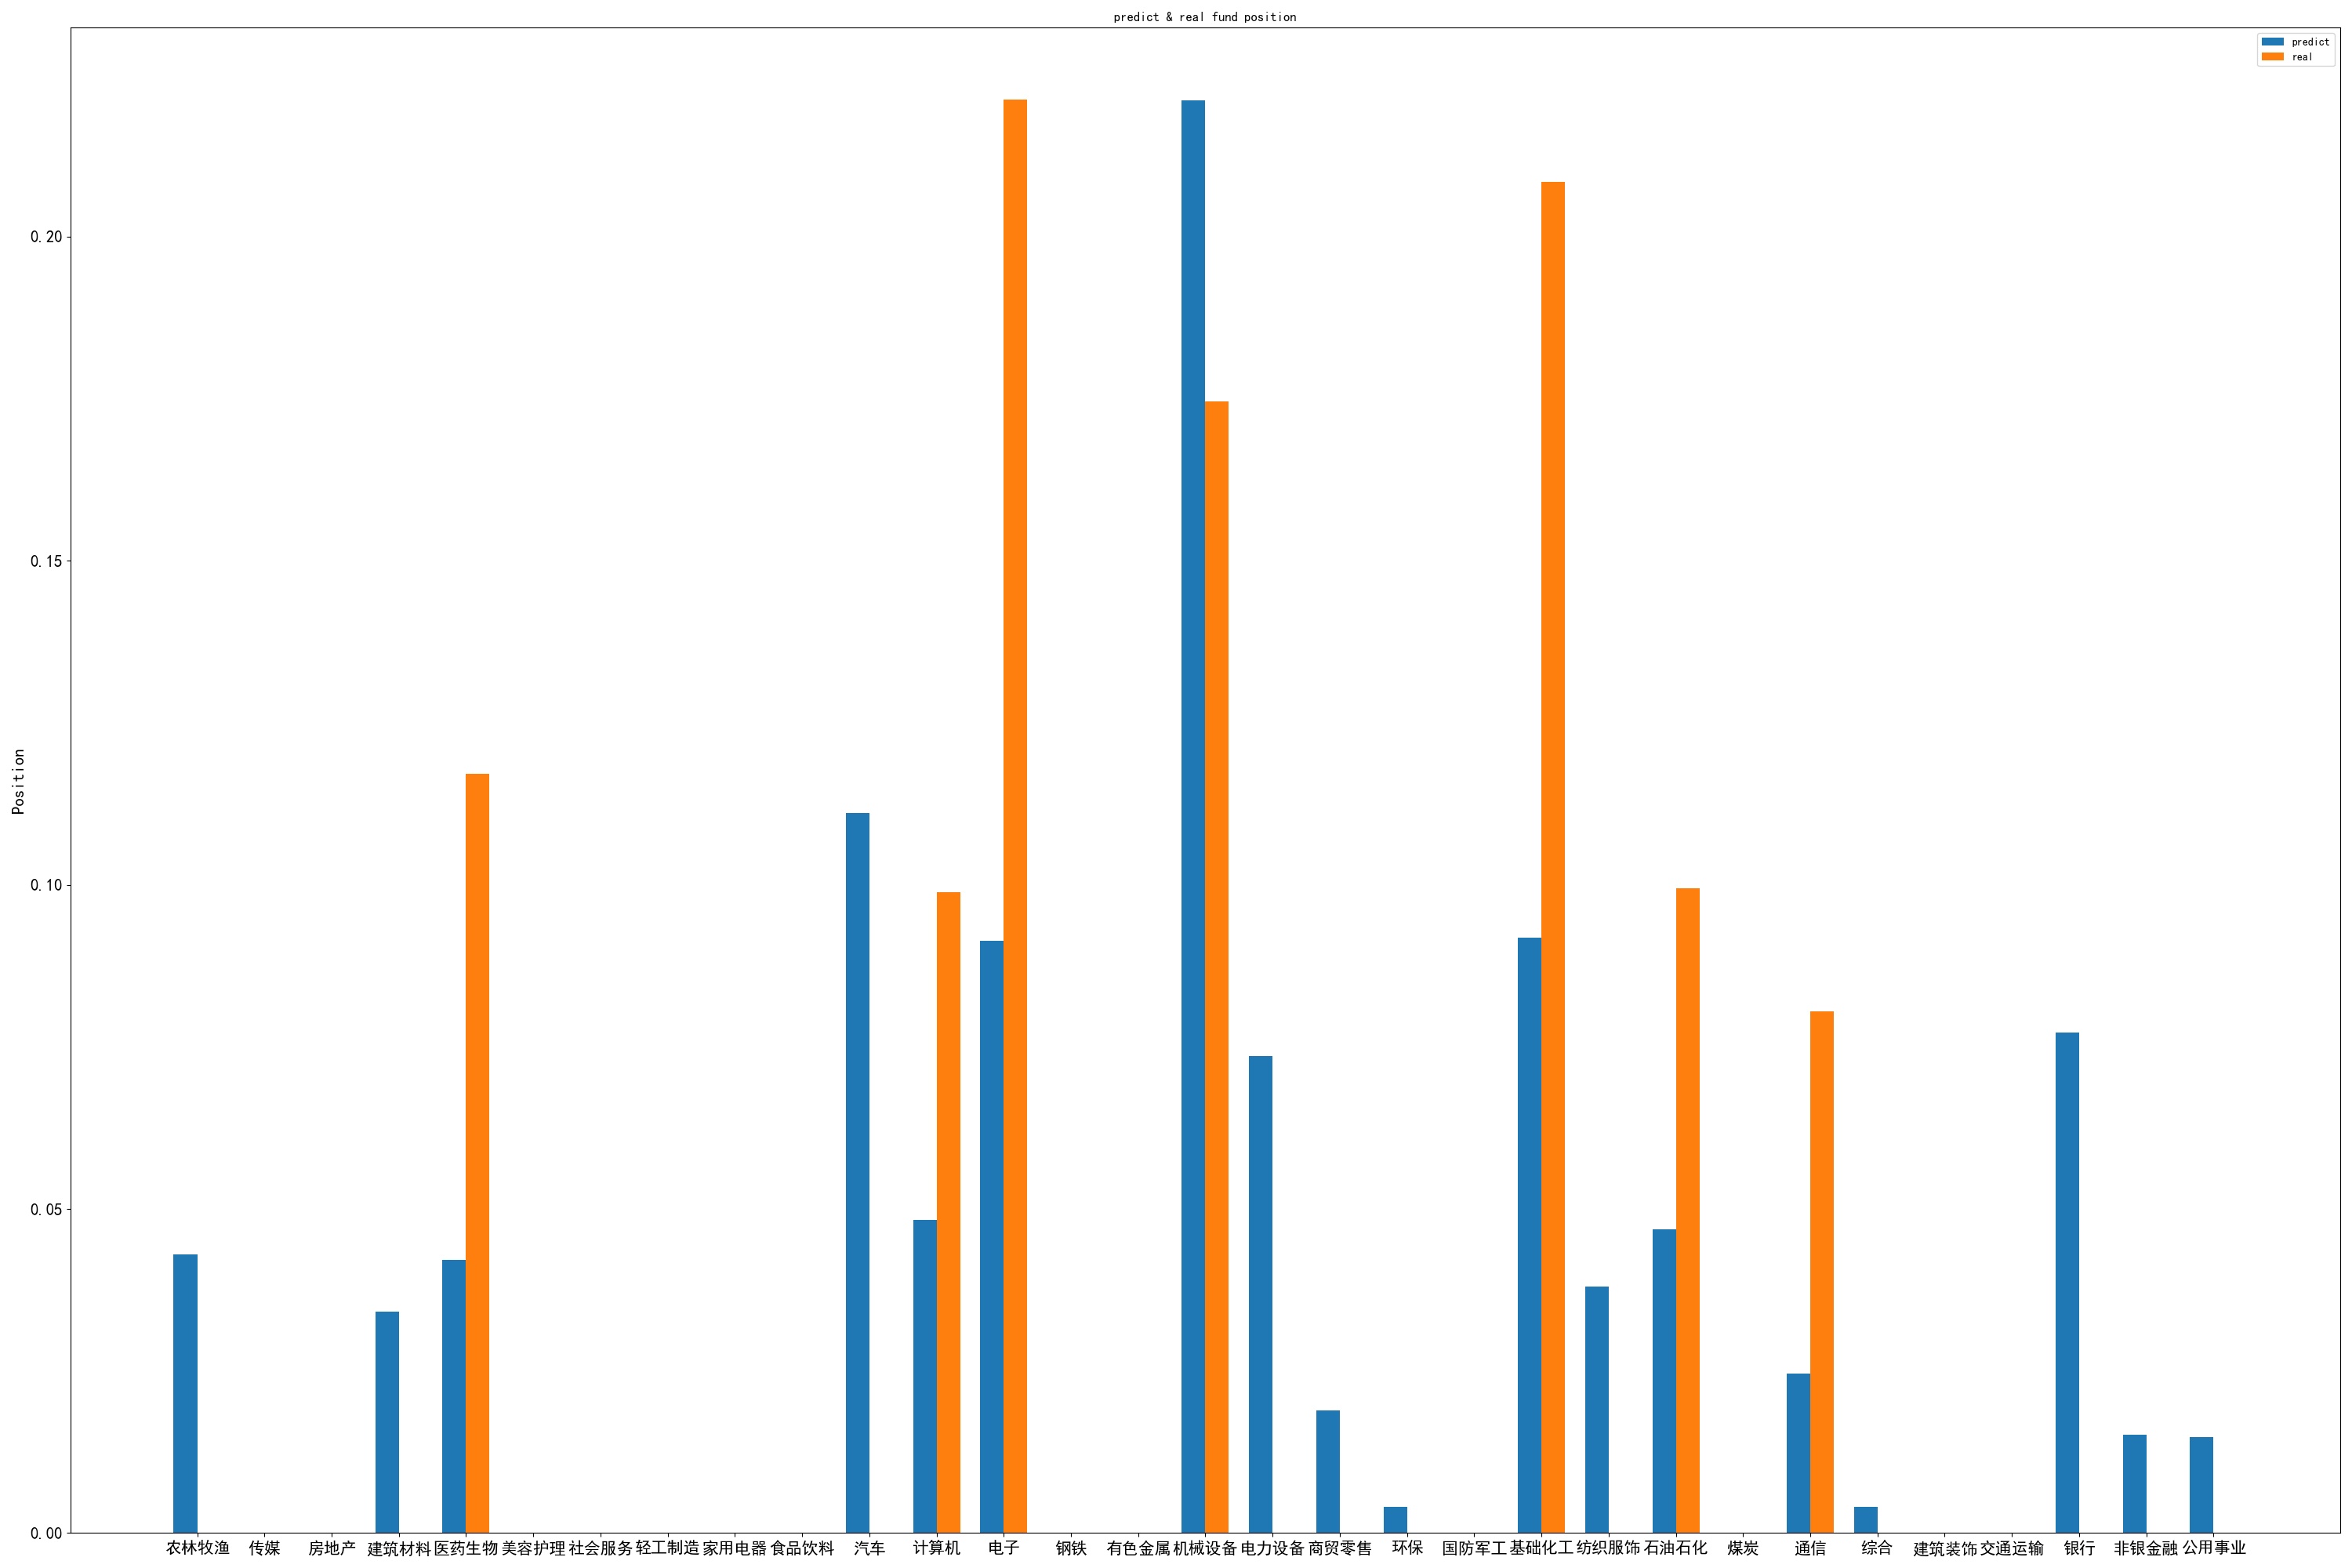 predict & real fund position
predict
real
Position
0.20
0.15
0.10
0.05
0.00
农林牧渔 传媒 房地产 建筑材料 医药生物 美容护理 社会服务 轻工制造 家用电器 食品饮料 汽车 计算机 电子 钢铁 有色金属 机械设备 电力设备 商贸零售 环保 国防军工 基础化工 纺织服饰 石油石化 煤炭 通信 综合 建筑装饰 交通运输 银行 非银金融 公用事业